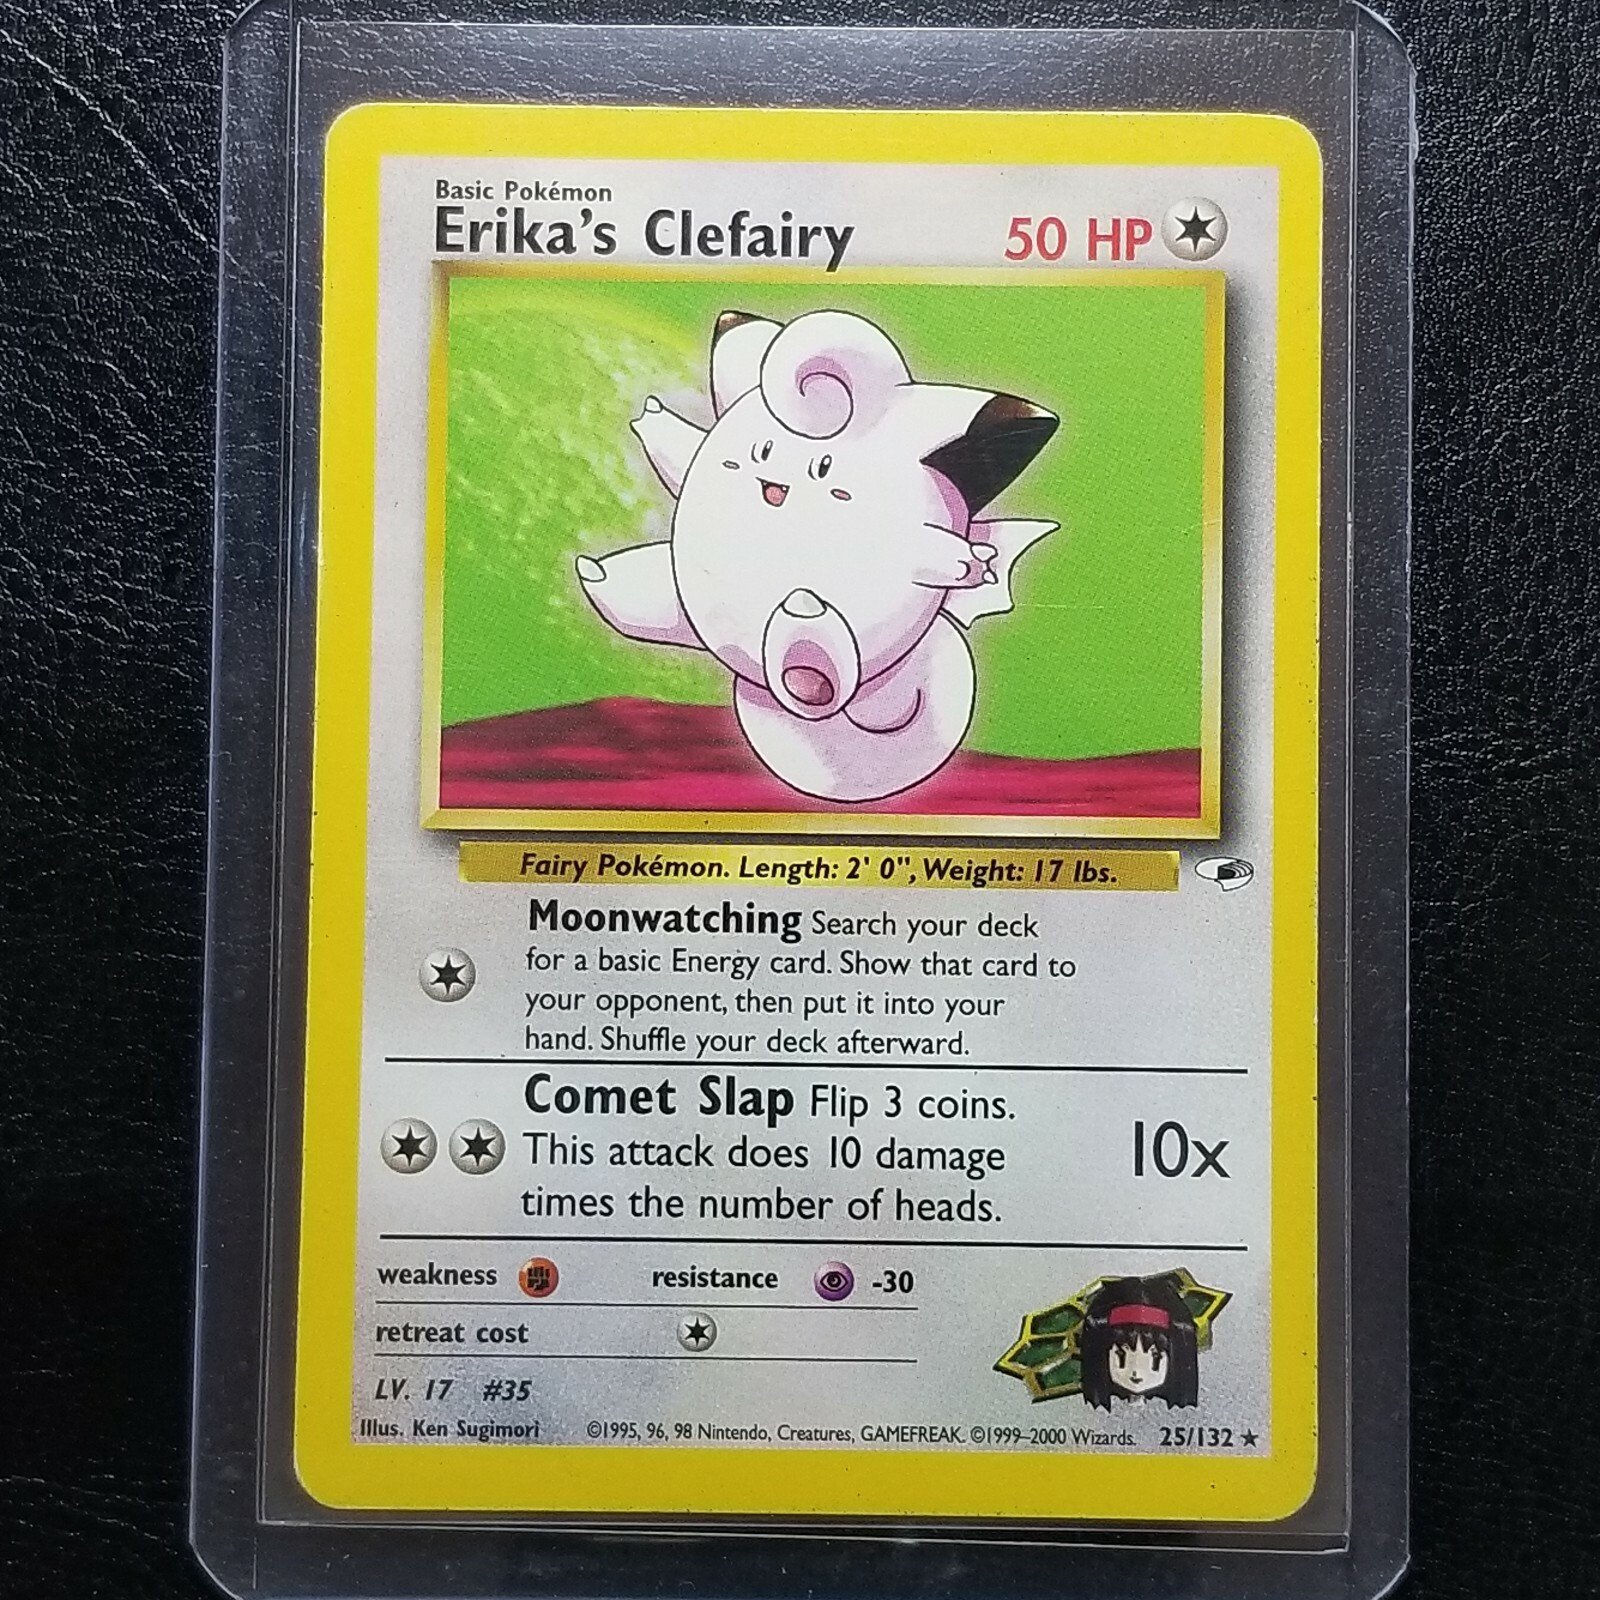 Basic Pokémon
Erika's Clefairy 50 HP
Fairy Pokémon. Length: 2' 0", Weight: 17 lbs.
Moonwatching Search your deck
for a basic Energy card. Show that card to
your opponent, then put it into your
hand. Shuffle your deck afterward.
Comet Slap Flip 3 coins.
This attack does 10 damage 10x
times the number of heads.
weakness resistance -30
retreat cost
LV. 17 #35
Illus. Ken Sugimori ©1995, 96, 98 Nintendo, Creatures, GAMEFREAK. ©1999-2000 Wizards. 25/132 ★